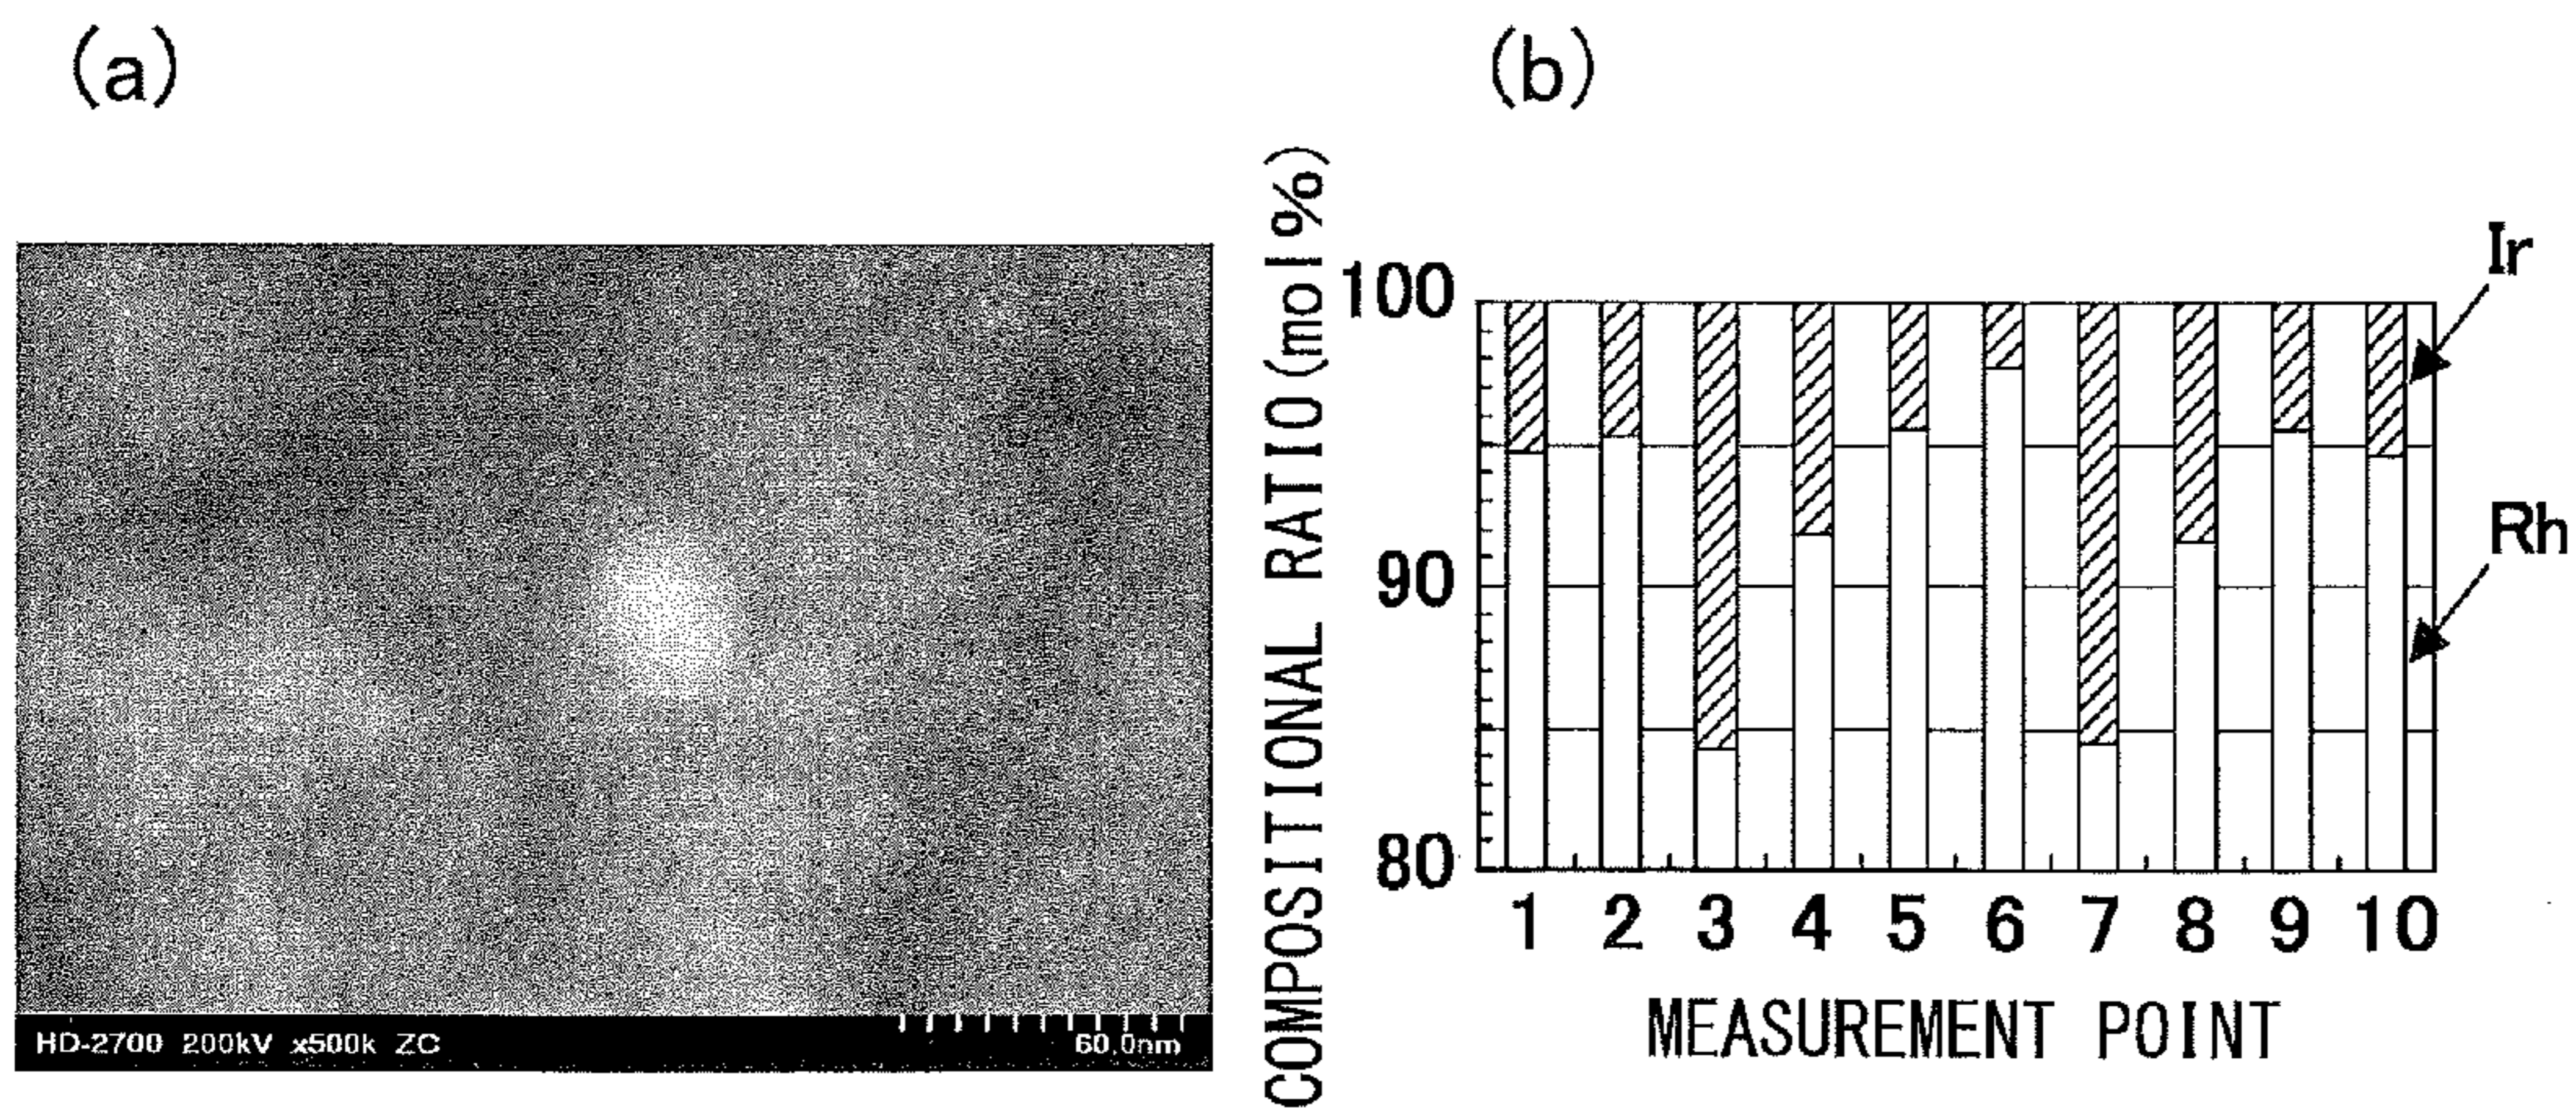 (a)
HD-2700 200kV x500k ZC
60.0nm
(b)
COMPOSITIONAL RATIO(mol%)
100
90
80
Ir
Rh
1 2 3 4 5 6 7 8 9 10
MEASUREMENT POINT